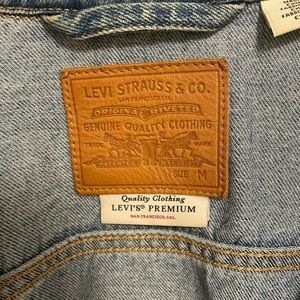 LEVI STRAUSS & CO.
SAN FRANCISCO, CAL.
ORIGINAL RIVETED
GENUINE QUALITY CLOTHING
TRADE MARK
SIZE M
Quality Clothing
LEVI'S® PREMIUM
SAN FRANCISCO, CAL.